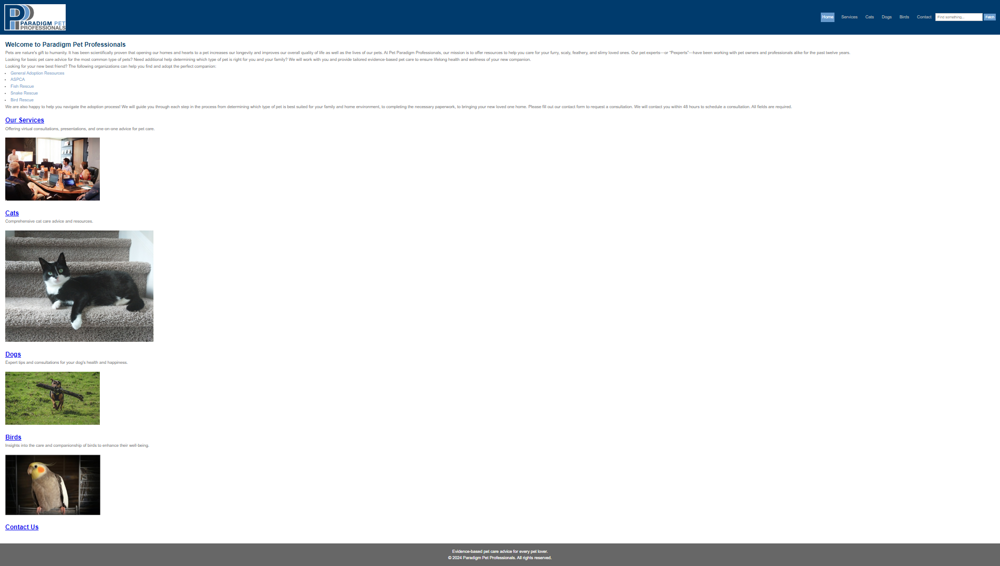 PARADIGM PET
PROFESSIONALS
Home Services Cats Dogs Birds Contact Find something... Fetch
Welcome to Paradigm Pet Professionals
Pets are nature's gift to humanity. It has been scientifically proven that opening our homes and hearts to a pet increases our longevity and improves our overall quality of life as well as the lives of our pets. At Pet Paradigm Professionals, our mission is to offer resources to help you care for your furry, scaly, feathery, and slimy loved ones. Our pet experts—or “Pexperts”—have been working with pet owners and professionals alike for the past twelve years.
Looking for basic pet care advice for the most common type of pets? Need additional help determining which type of pet is right for you and your family? We will work with you and provide tailored evidence-based pet care to ensure lifelong health and wellness of your new companion.
Looking for your new best friend? The following organizations can help you find and adopt the perfect companion:
• General Adoption Resources
• ASPCA
• Fish Rescue
• Snake Rescue
• Bird Rescue
We are also happy to help you navigate the adoption process! We will guide you through each step in the process from determining which type of pet is best suited for your family and home environment, to completing the necessary paperwork, to bringing your new loved one home. Please fill out our contact form to request a consultation. We will contact you within 48 hours to schedule a consultation. All fields are required.
Our Services
Offering virtual consultations, presentations, and one-on-one advice for pet care.
Cats
Comprehensive cat care advice and resources.
Dogs
Expert tips and consultations for your dog's health and happiness.
Birds
Insights into the care and companionship of birds to enhance their well-being.
Contact Us
Evidence-based pet care advice for every pet lover.
© 2024 Paradigm Pet Professionals. All rights reserved.